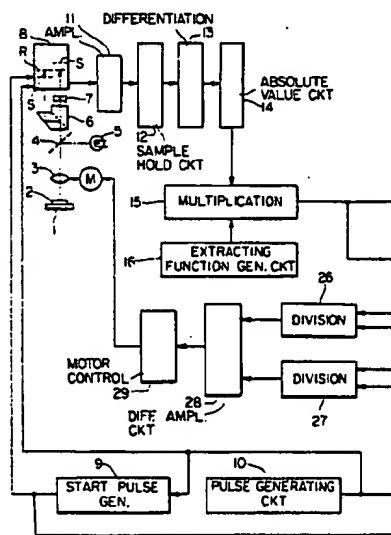 DIFFERENTIATION
13
11
AMPL.
8
R
S
S
7
6
4
5
3
M
2
12
SAMPLE
HOLD CKT
ABSOLUTE
VALUE CKT
14
15
MULTIPLICATION
16
EXTRACTING
FUNCTION GEN. CKT
26
DIVISION
MOTOR
CONTROL
29
28
DIFF. AMPL.
CKT
DIVISION
27
9
START PULSE
GEN.
10
PULSE GENERATING
CKT